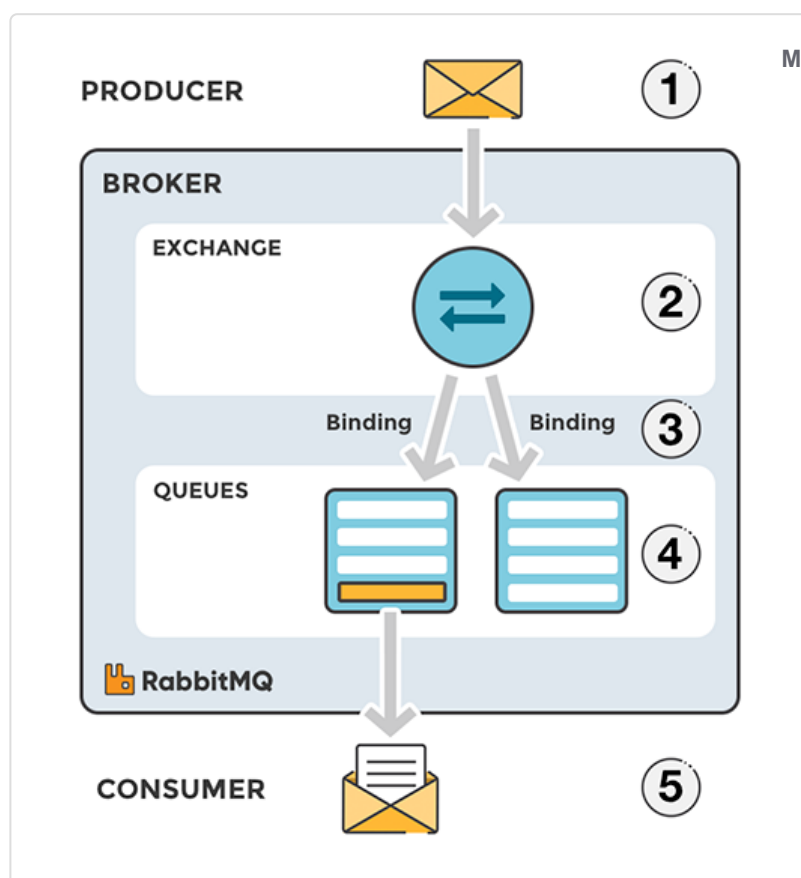 M
PRODUCER
1
BROKER
EXCHANGE
2
Binding Binding
3
QUEUES
4
RabbitMQ
CONSUMER
5